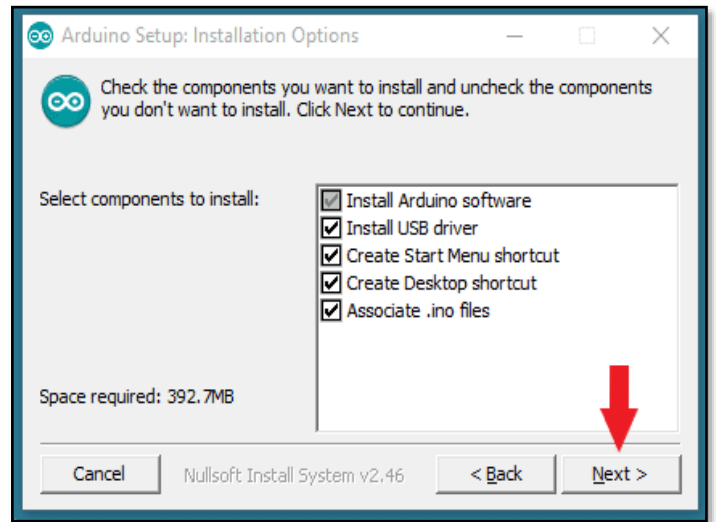 Arduino Setup: Installation Options
Check the components you want to install and uncheck the components
you don't want to install. Click Next to continue.
Select components to install:
Install Arduino software
Install USB driver
Create Start Menu shortcut
Create Desktop shortcut
Associate .ino files
Space required: 392.7MB
Cancel
Nullsoft Install System v2.46
< Back
Next >